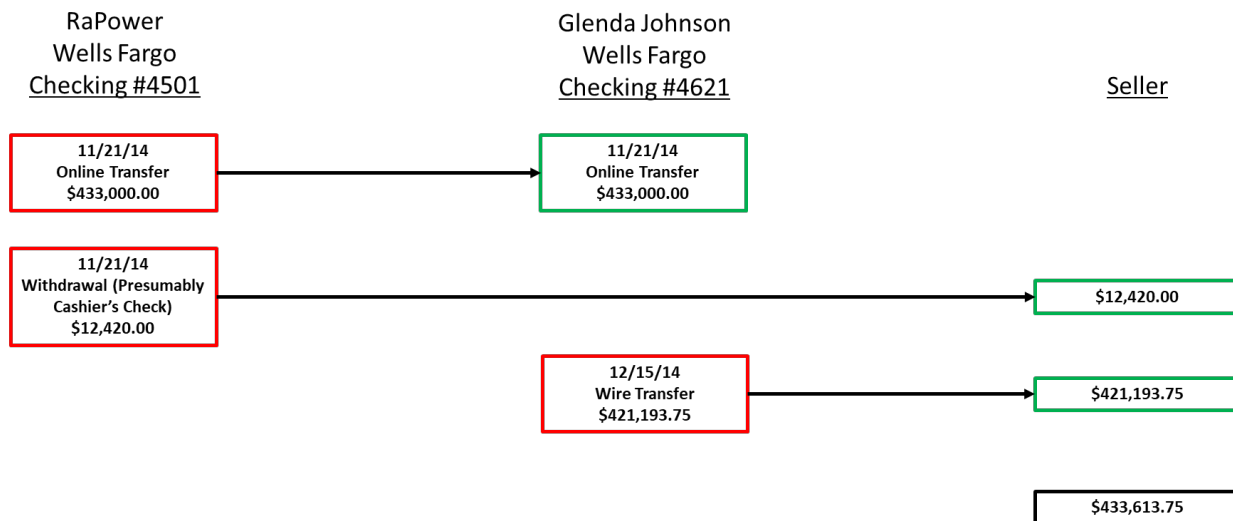 RaPower
Wells Fargo
Checking #4501
Glenda Johnson
Wells Fargo
Checking #4621
Seller
11/21/14
Online Transfer
$433,000.00
11/21/14
Online Transfer
$433,000.00
11/21/14
Withdrawal (Presumably
Cashier's Check)
$12,420.00
$12,420.00
12/15/14
Wire Transfer
$421,193.75
$421,193.75
$433,613.75